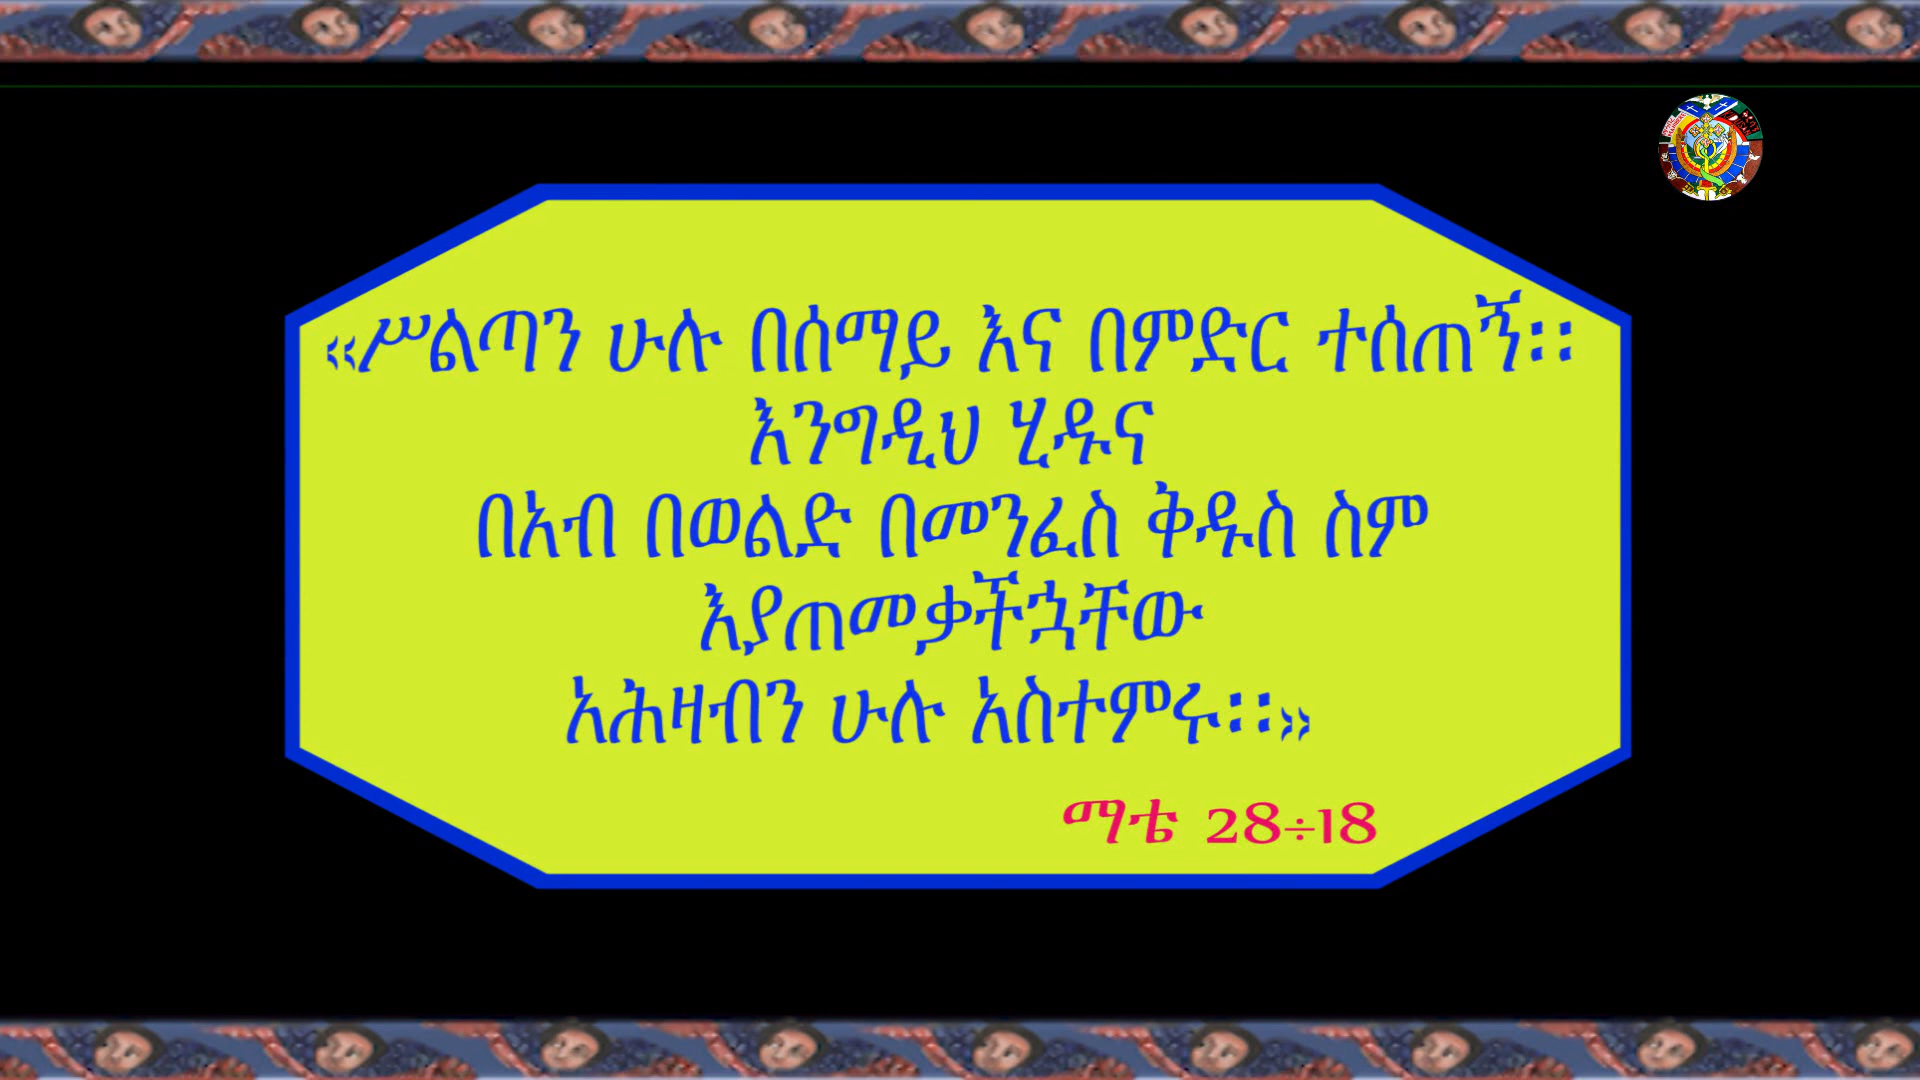 ‹‹ሥልጣን ሁሉ በሰማይ እና በምድር ተሰጠኝ፡፡
እንግዲህ ሂዱና
በአብ በወልድ በመንፈስ ቅዱስ ስም
እያጠመቃችኋቸው
አሕዛብን ሁሉ አስተምሩ፡፡››
ማቴ 28÷18